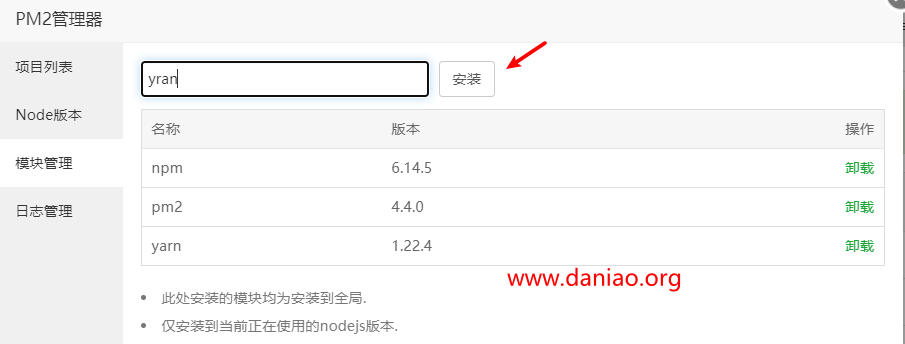 PM2管理器
项目列表
Node版本
模块管理
日志管理
yran 安装
名称 版本 操作
npm 6.14.5 卸载
pm2 4.4.0 卸载
yarn 1.22.4 卸载
www.daniao.org
此处安装的模块均为安装到全局.
仅安装到当前正在使用的nodejs版本.